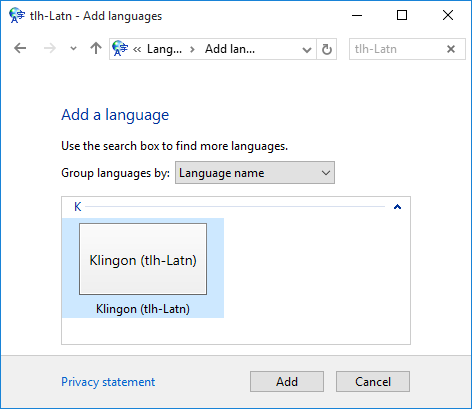 tlh-Latn - Add languages
« Lang... > Add lan...
tlh-Latn
Add a language
Use the search box to find more languages.
Group languages by: Language name
K
Klingon (tlh-Latn)
Klingon (tlh-Latn)
Privacy statement
Add
Cancel